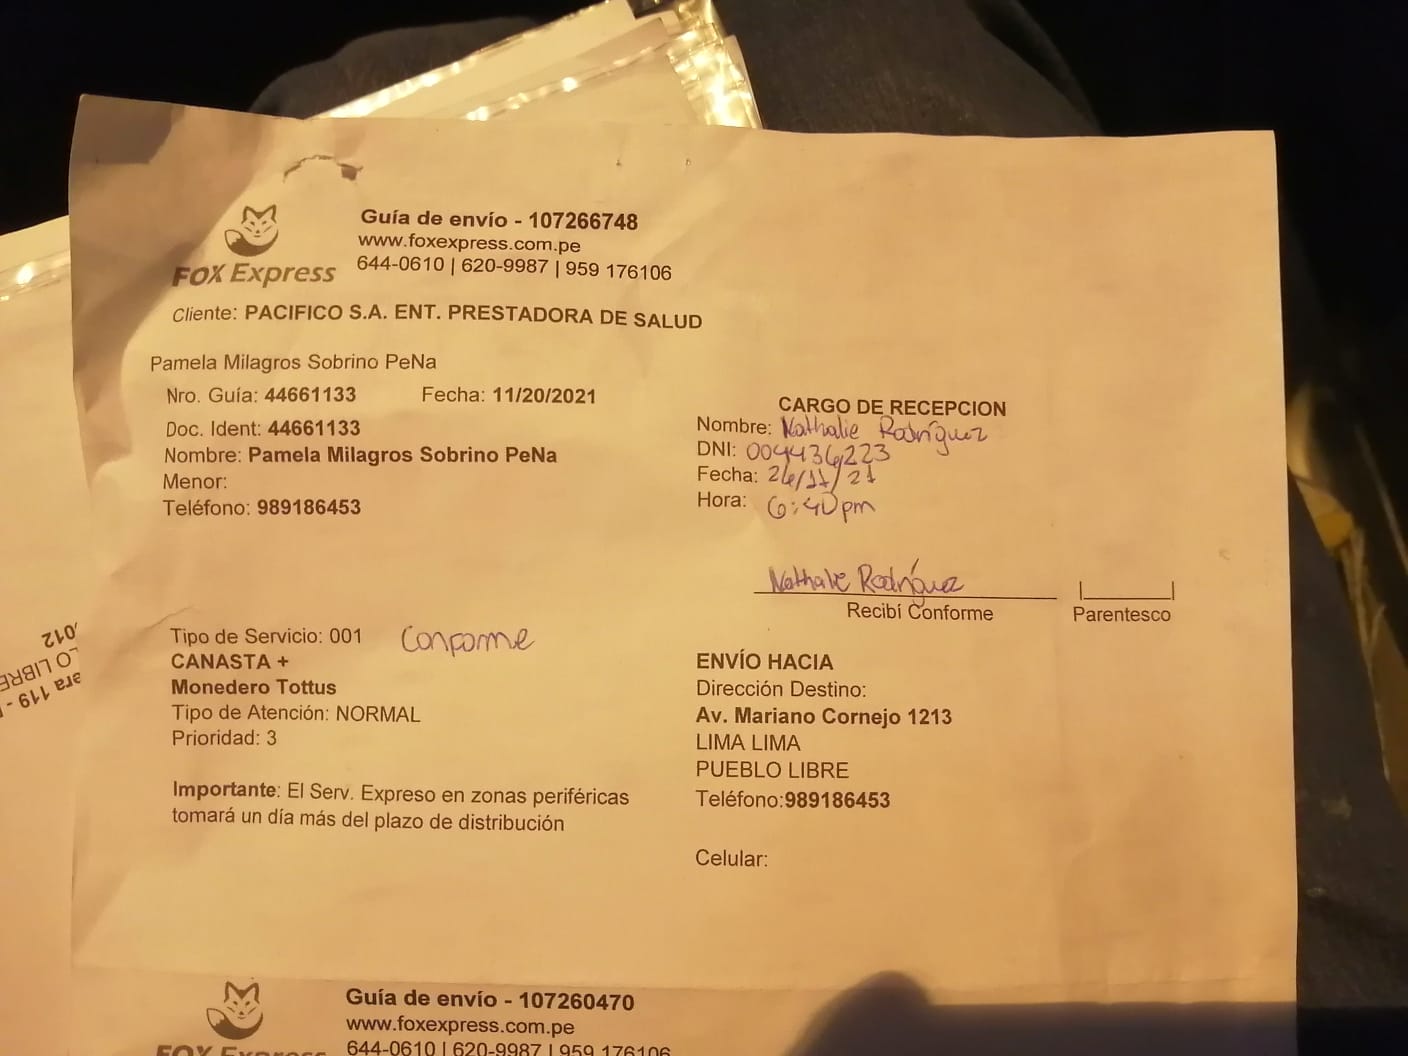 Guía de envío - 107266748
www.foxexpress.com.pe
644-0610 | 620-9987 | 959 176106
FOX Express
Cliente: PACIFICO S.A. ENT. PRESTADORA DE SALUD
Pamela Milagros Sobrino PeNa
Nro. Guía: 44661133 Fecha: 11/20/2021
Doc. Ident: 44661133
Nombre: Pamela Milagros Sobrino PeNa
Menor:
Teléfono: 989186453
CARGO DE RECEPCION
Nombre: Nathalie Rodríguez
DNI: 004436223
Fecha: 26/11/21
Hora: 6:40pm
Nathalie Rodríguez
Recibí Conforme
Parentesco
Tipo de Servicio: 001 Conforme
CANASTA +
Monedero Tottus
Tipo de Atención: NORMAL
Prioridad: 3
Importante: El Serv. Expreso en zonas periféricas
tomará un día más del plazo de distribución
ENVÍO HACIA
Dirección Destino:
Av. Mariano Cornejo 1213
LIMA LIMA
PUEBLO LIBRE
Teléfono:989186453
Celular:
Guía de envío - 107260470
www.foxexpress.com.pe
644-0610 | 620-9987 | 959 176106
FOX Express